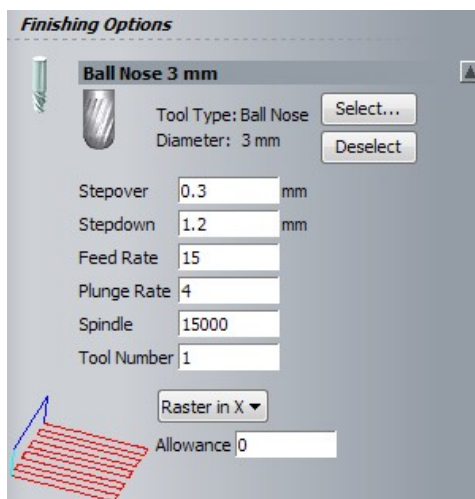 Finishing Options
Ball Nose 3 mm
Tool Type: Ball Nose
Select...
Diameter: 3 mm
Deselect
Stepover 0.3 mm
Stepdown 1.2 mm
Feed Rate 15
Plunge Rate 4
Spindle 15000
Tool Number 1
Raster in X
Allowance 0